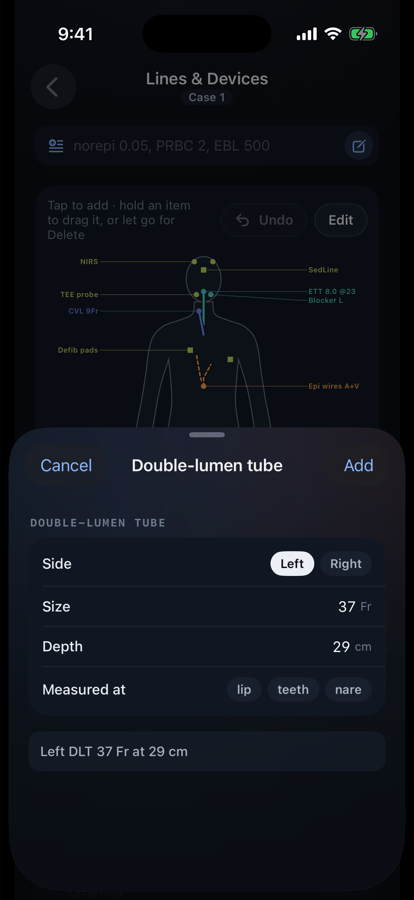 9:41
Lines & Devices
Case 1
norepi 0.05, PRBC 2, EBL 500
Tap to add · hold an item
to drag it, or let go for
Delete
Undo
Edit
NIRS
SedLine
TEE probe
ETT 8.0 @23
Blocker L
CVL 9Fr
Defib pads
Epi wires A+V
Cancel
Double-lumen tube
Add
DOUBLE-LUMEN TUBE
Side
Left
Right
Size
37 Fr
Depth
29 cm
Measured at
lip
teeth
nare
Left DLT 37 Fr at 29 cm